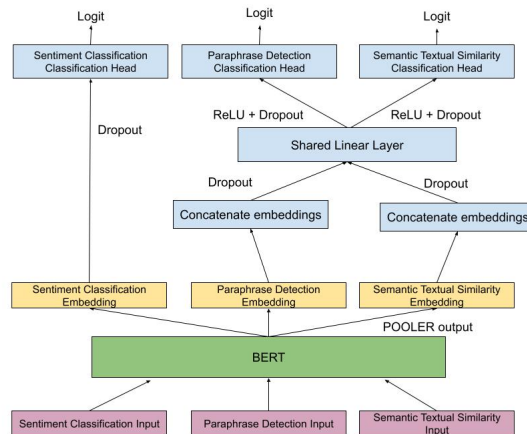 Logit
Logit
Logit
Sentiment Classification
Classification Head
Paraphrase Detection
Classification Head
Semantic Textual Similarity
Classification Head
Dropout
ReLU + Dropout
ReLU + Dropout
Shared Linear Layer
Dropout
Dropout
Concatenate embeddings
Concatenate embeddings
Sentiment Classification
Embedding
Paraphrase Detection
Embedding
Semantic Textual Similarity
Embedding
POOLER output
BERT
Sentiment Classification Input
Paraphrase Detection Input
Semantic Textual Similarity
Input